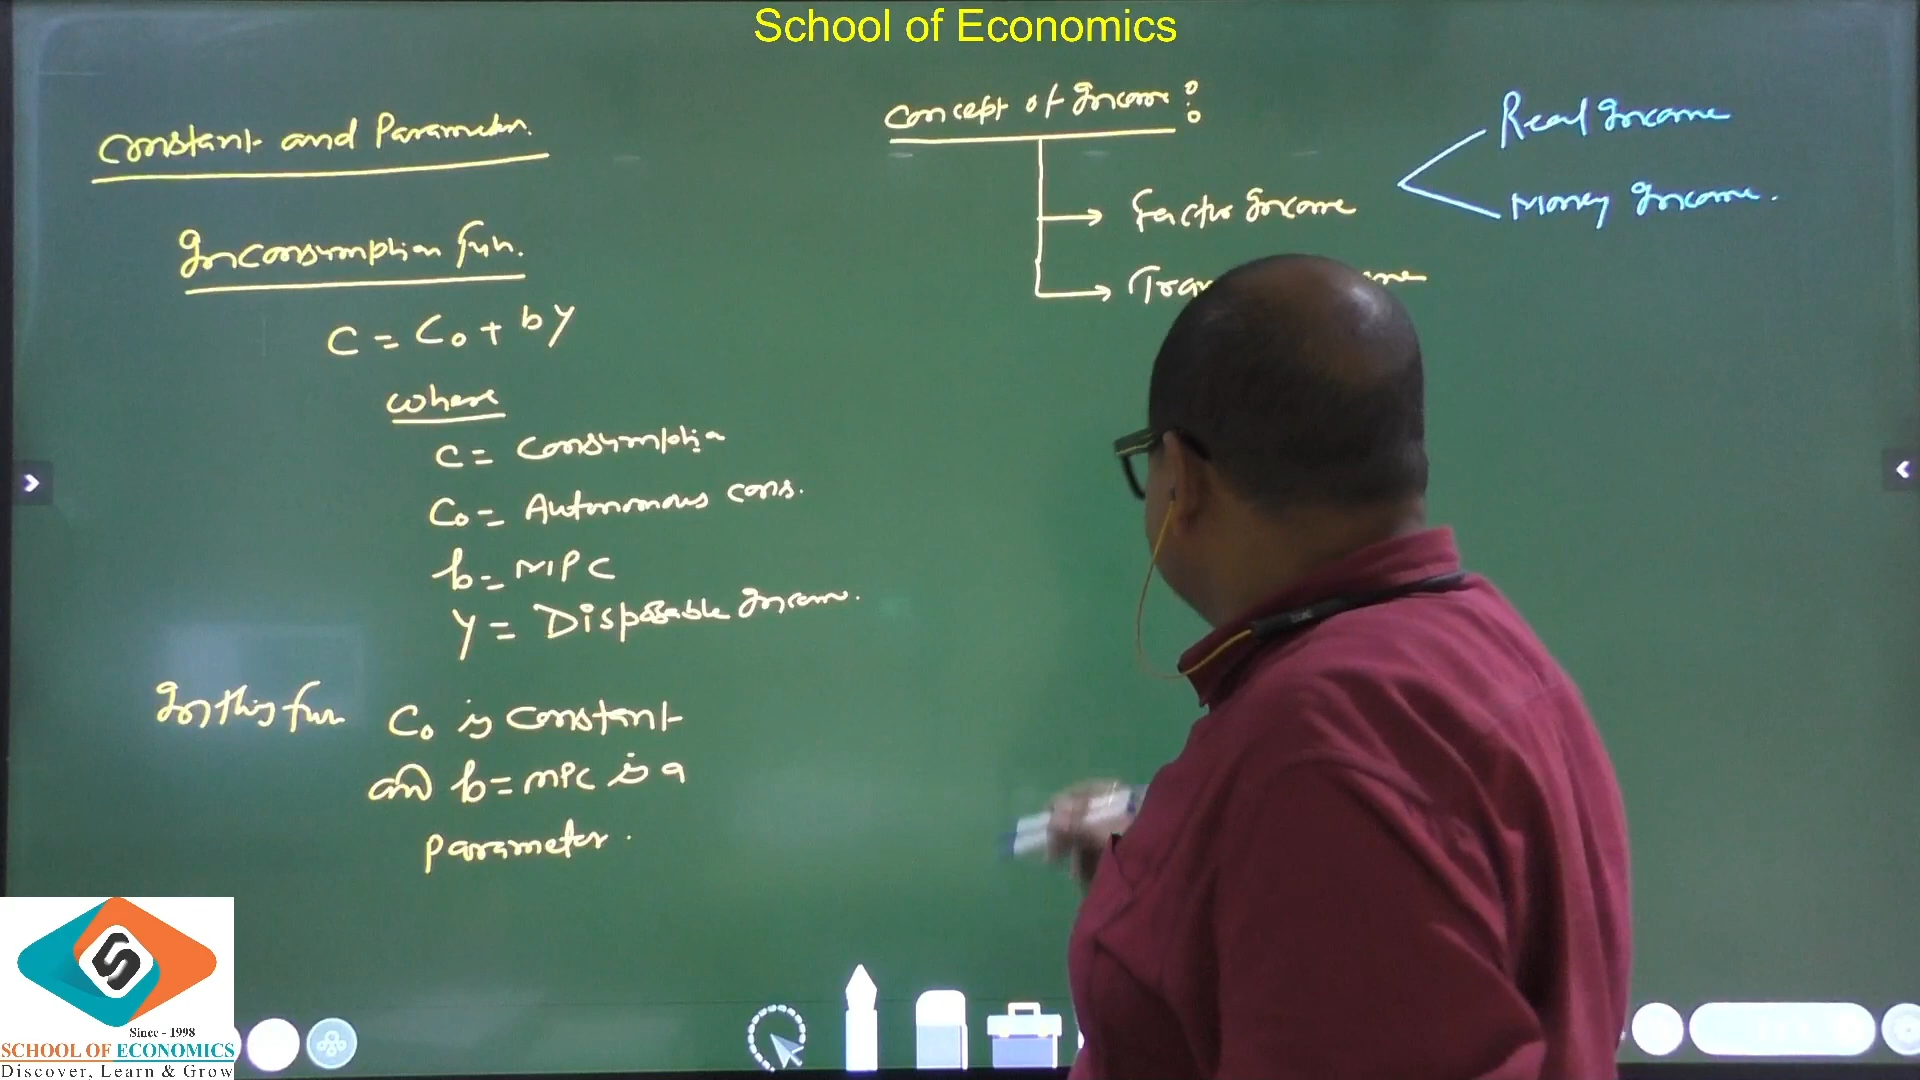 School of Economics
Constant and Parameter.
In consumption fun.
C = C₀ + bY
where
C = Consumption
C₀ = Autonomous cons.
b = MPC
Y = Disposable Income.
In this fun C₀ is constant
and b = MPC is a
parameter.
Concept of Income :
Factor Income
Real Income
Money Income.
Since - 1998
SCHOOL OF ECONOMICS
Discover, Learn & Grow